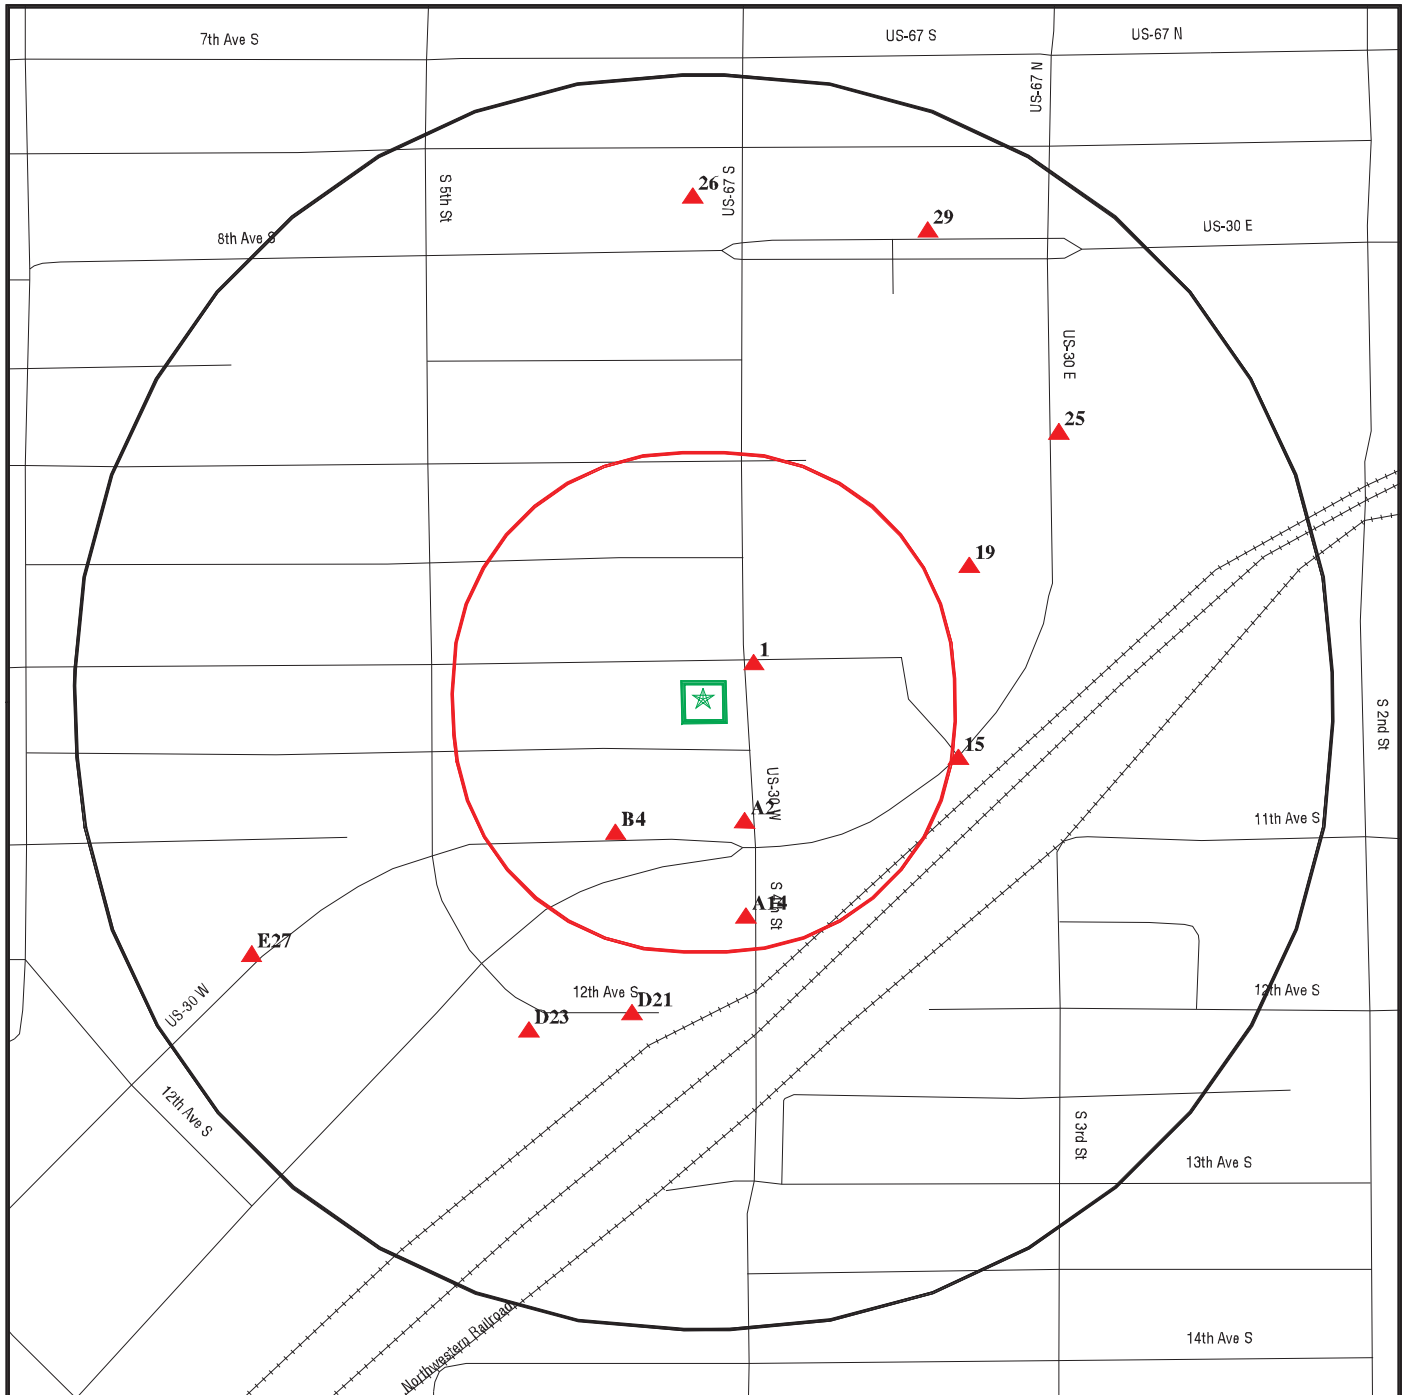 7th Ave S
US-67 S
US-67 N
US-67 N
S 5th St
26
US-67 S
29
US-30 E
8th Ave S
US-30 E
25
19
1
S 2nd St
15
US-30 W
A2
B4
11th Ave S
S 4th St
A14
E27
US-30 W
12th Ave S
D21
D23
12th Ave S
12th Ave S
S 3rd St
13th Ave S
Northwestern Railroad
14th Ave S